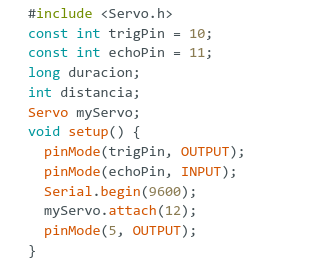 #include <Servo.h>
const int trigPin = 10;
const int echoPin = 11;
long duracion;
int distancia;
Servo myServo;
void setup() {
  pinMode(trigPin, OUTPUT);
  pinMode(echoPin, INPUT);
  Serial.begin(9600);
  myServo.attach(12);
  pinMode(5, OUTPUT);
}